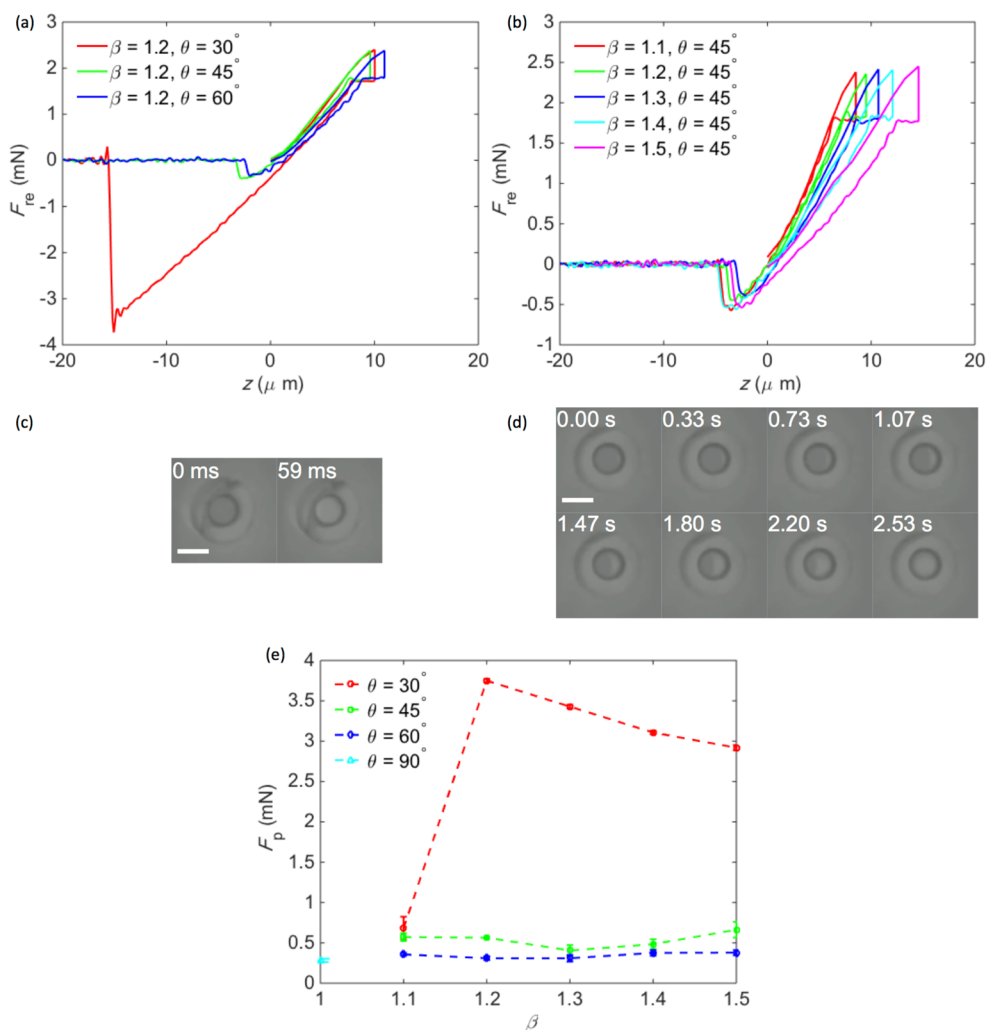 (a)
β = 1.2, θ = 30°
β = 1.2, θ = 45°
β = 1.2, θ = 60°
3
2
1
0
-1
-2
-3
-4
F_re (mN)
-20
-10
0
10
20
z (μ m)
(b)
β = 1.1, θ = 45°
β = 1.2, θ = 45°
β = 1.3, θ = 45°
β = 1.4, θ = 45°
β = 1.5, θ = 45°
3
2.5
2
1.5
1
0.5
0
-0.5
-1
F_re (mN)
-20
-10
0
10
20
z (μ m)
(c)
0 ms
59 ms
(d)
0.00 s
0.33 s
0.73 s
1.07 s
1.47 s
1.80 s
2.20 s
2.53 s
(e)
θ = 30°
θ = 45°
θ = 60°
θ = 90°
4
3.5
3
2.5
2
1.5
1
0.5
0
F_p (mN)
1
1.1
1.2
1.3
1.4
1.5
β